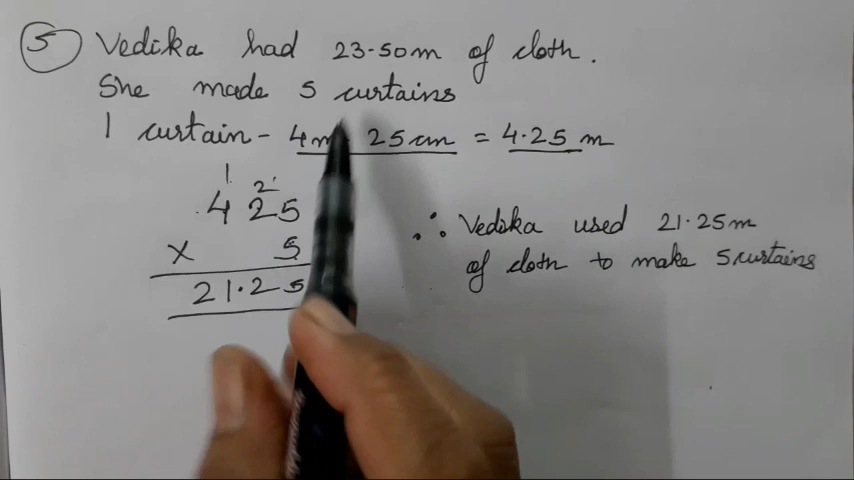 5 Vedika had 23.50m of cloth.
She made 5 curtains
1 curtain - 4m 25cm = 4.25 m
1 2
4 25
x 5
21.25
∴ Vedika used 21.25m
of cloth to make 5 curtains